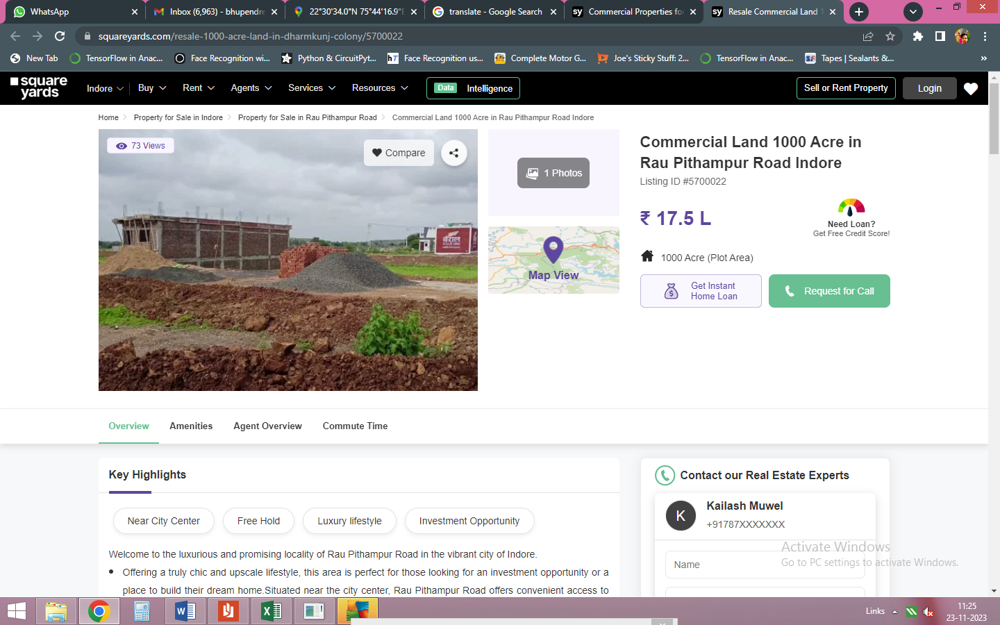 WhatsApp
Inbox (6,963) - bhupendre
22°30'34.0"N 75°44'16.9"E
translate - Google Search
Commercial Properties fo
Resale Commercial Land 1
squareyards.com/resale-1000-acre-land-in-dharmkunj-colony/5700022
New Tab
TensorFlow in Anac...
Face Recognition wi...
Python & CircuitPyt...
Face Recognition us...
Complete Motor G...
Joe's Sticky Stuff: 2...
TensorFlow in Anac...
Tapes | Sealants &...
square yards
Indore
Buy
Rent
Agents
Services
Resources
Data Intelligence
Sell or Rent Property
Login
Home
Property for Sale in Indore
Property for Sale in Rau Pithampur Road
Commercial Land 1000 Acre in Rau Pithampur Road Indore
73 Views
Compare
बंसल
1 Photos
Map View
Commercial Land 1000 Acre in
Rau Pithampur Road Indore
Listing ID #5700022
₹ 17.5 L
Need Loan?
Get Free Credit Score!
1000 Acre (Plot Area)
Get Instant
Home Loan
Request for Call
Overview
Amenities
Agent Overview
Commute Time
Key Highlights
Near City Center
Free Hold
Luxury lifestyle
Investment Opportunity
Welcome to the luxurious and promising locality of Rau Pithampur Road in the vibrant city of Indore.
Offering a truly chic and upscale lifestyle, this area is perfect for those looking for an investment opportunity or a
place to build their dream home.Situated near the city center, Rau Pithampur Road offers convenient access to
Contact our Real Estate Experts
K
Kailash Muwel
+91787XXXXXXX
Name
Activate Windows
Go to PC settings to activate Windows.
Links
11:25
23-11-2023